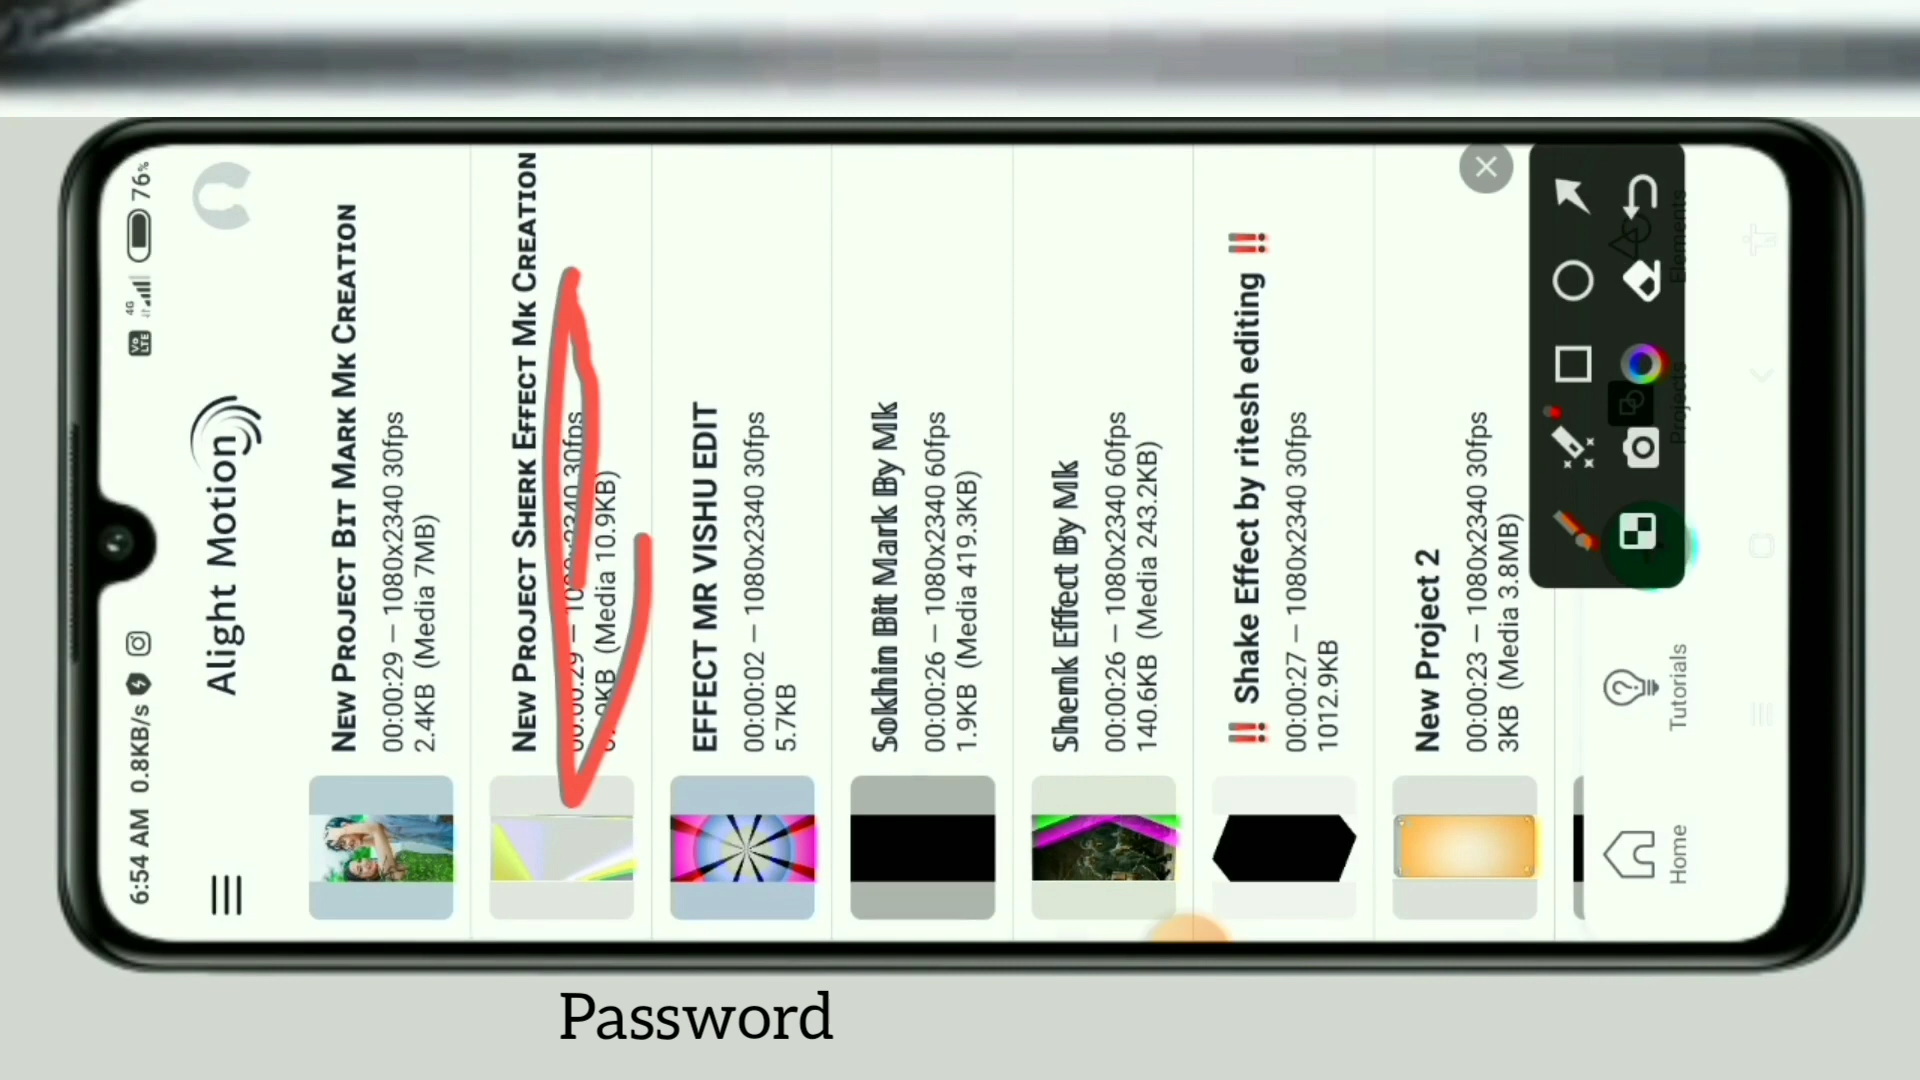 6:54 AM 0.8KB/s
Vo LTE 4G 76%
Alight Motion
NEW PROJECT BIT MARK MK CREATION
00:00:29 — 1080x2340 30fps
2.4KB (Media 7MB)
NEW PROJECT SHERK EFFECT MK CREATION
00:00:29 — 1080x2340 30fps
(Media 10.9KB)
EFFECT MR VISHU EDIT
00:00:02 — 1080x2340 30fps
5.7KB
Sokhin Bit Mark By Mk
00:00:26 — 1080x2340 60fps
1.9KB (Media 419.3KB)
Shenk Effect By Mk
00:00:26 — 1080x2340 60fps
140.6KB (Media 243.2KB)
‼️ Shake Effect by ritesh editing ‼️
00:00:27 — 1080x2340 30fps
1012.9KB
New Project 2
00:00:23 — 1080x2340 30fps
3KB (Media 3.8MB)
Home
Tutorials
Projects
Elements
Password